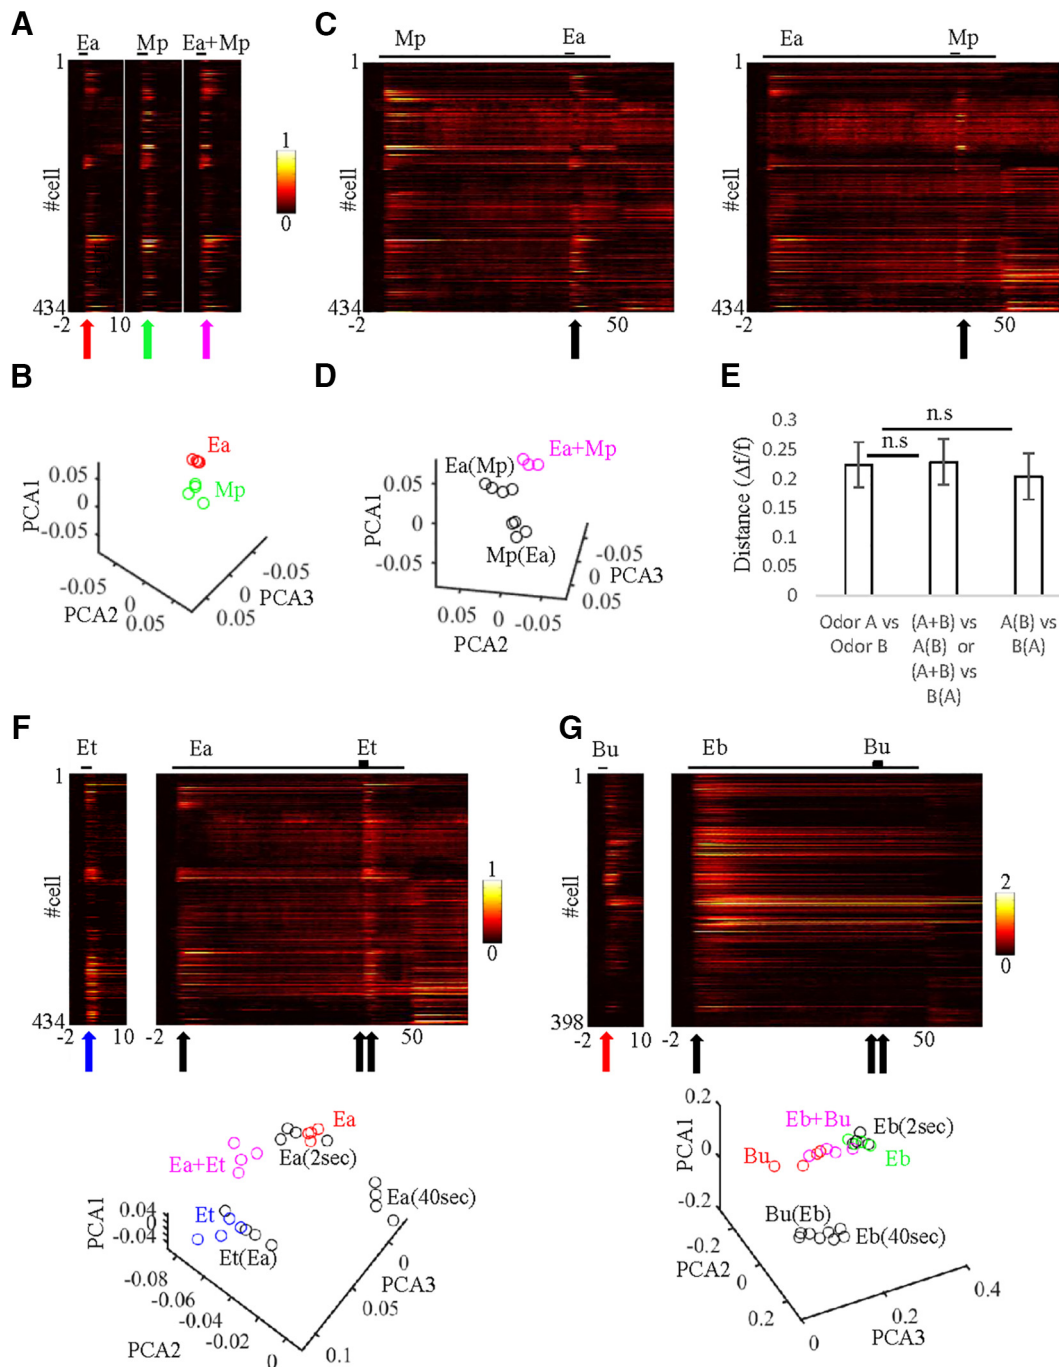 A
Ea Mp Ea+Mp
1
#cell
434
-2 10
1
0
C
Mp Ea
1
#cell
434
-2 50
Ea Mp
1
#cell
434
-2 50
B
Ea
Mp
PCA1
0.05
0
-0.05
-0.05
0
0.05
PCA2
-0.05
0
0.05
PCA3
D
Ea+Mp
Ea(Mp)
Mp(Ea)
PCA1
0.05
0
-0.05
0.05 0 -0.05
PCA2
-0.05
0
0.05
PCA3
E
n.s
n.s
Distance (Δf/f)
0.3
0.25
0.2
0.15
0.1
0.05
0
Odor A vs
Odor B
(A+B) vs
A(B) or
(A+B) vs
B(A)
A(B) vs
B(A)
F
Et
1
#cell
434
-2 10
Ea Et
-2 50
1
0
Ea
Ea(2sec)
Ea+Et
Ea(40sec)
Et
Et(Ea)
PCA1
0.04
0
-0.04
-0.08
-0.06
-0.04
-0.02
0
PCA2
0
0.05
0.1
PCA3
G
Bu
1
#cell
398
-2 10
Eb Bu
-2 50
2
0
Eb+Bu
Eb(2sec)
Bu
Eb
Bu(Eb)
Eb(40sec)
PCA1
0.2
0
-0.2
-0.2
0
0.2
PCA2
0
0.2
0.4
PCA3